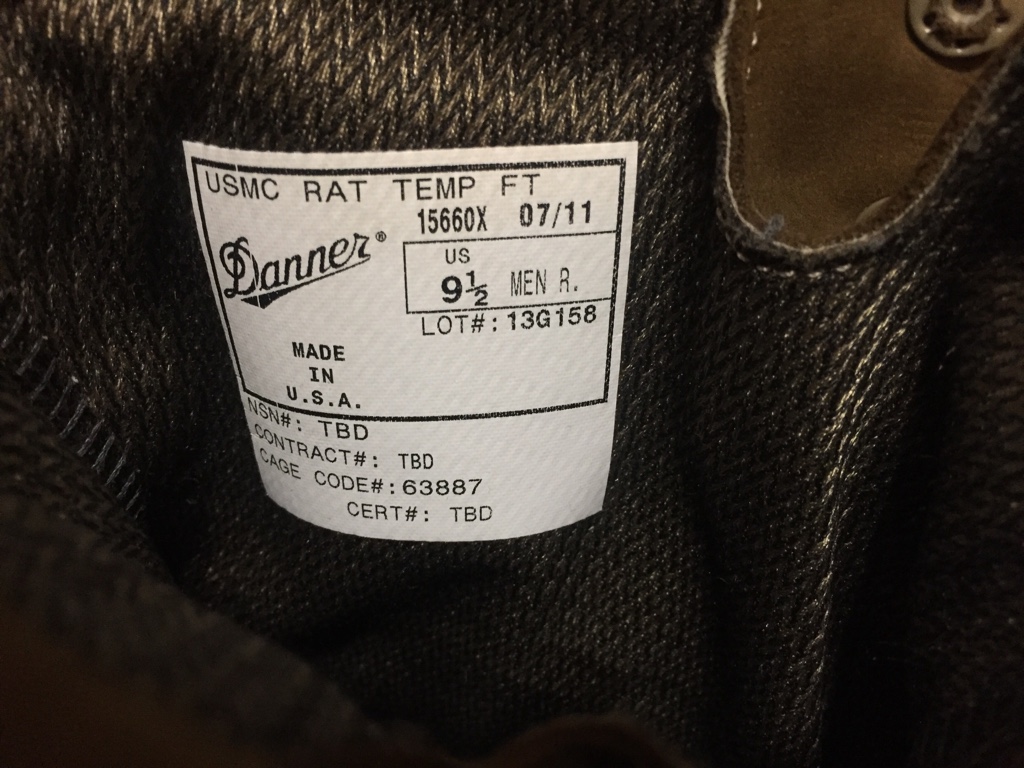 USMC RAT TEMP FT
15660X 07/11
Danner®
US
9½ MEN R.
LOT#: 13G158
MADE
IN
U.S.A.
NSN#: TBD
CONTRACT#: TBD
CAGE CODE#: 63887
CERT#: TBD